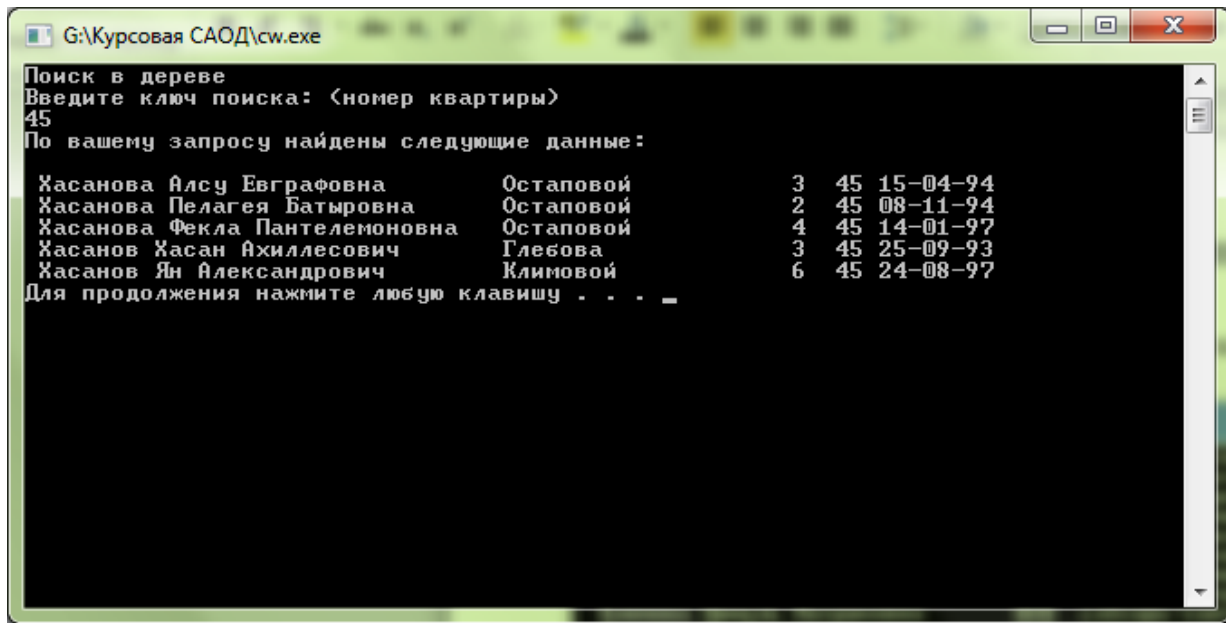 G:\Курсовая САОД\cw.exe
Поиск в дереве
Введите ключ поиска: (номер квартиры)
45
По вашему запросу найдены следующие данные:
Хасанова Алсу Евграфовна Остаповой 3 45 15-04-94
Хасанова Пелагея Батыровна Остаповой 2 45 08-11-94
Хасанова Фекла Пантелемоновна Остаповой 4 45 14-01-97
Хасанов Хасан Ахиллесович Глебова 3 45 25-09-93
Хасанов Ян Александрович Климовой 6 45 24-08-97
Для продолжения нажмите любую клавишу . . . _